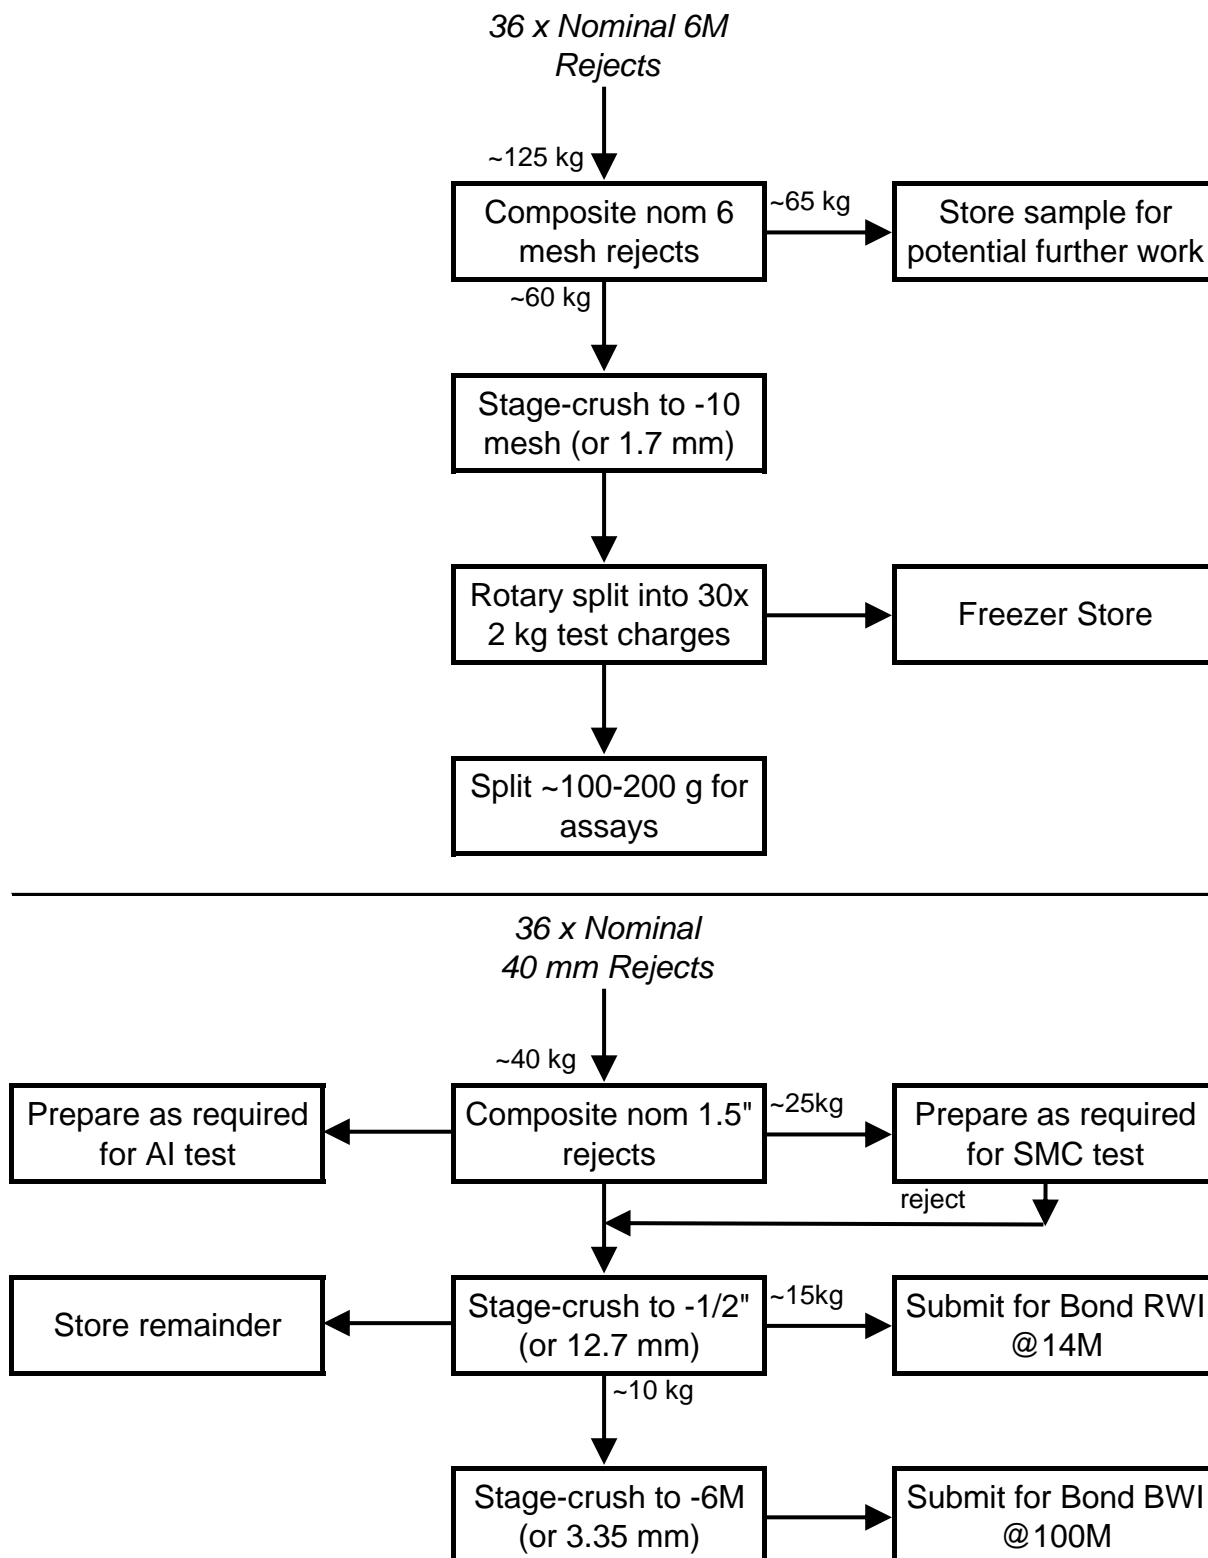 36 x Nominal 6M
Rejects
~125 kg
Composite nom 6
mesh rejects
~65 kg
Store sample for
potential further work
~60 kg
Stage-crush to -10
mesh (or 1.7 mm)
Rotary split into 30x
2 kg test charges
Freezer Store
Split ~100-200 g for
assays
36 x Nominal
40 mm Rejects
~40 kg
Prepare as required
for AI test
Composite nom 1.5"
rejects
~25kg
Prepare as required
for SMC test
reject
Store remainder
Stage-crush to -1/2"
(or 12.7 mm)
~15kg
Submit for Bond RWI
@14M
~10 kg
Stage-crush to -6M
(or 3.35 mm)
Submit for Bond BWI
@100M